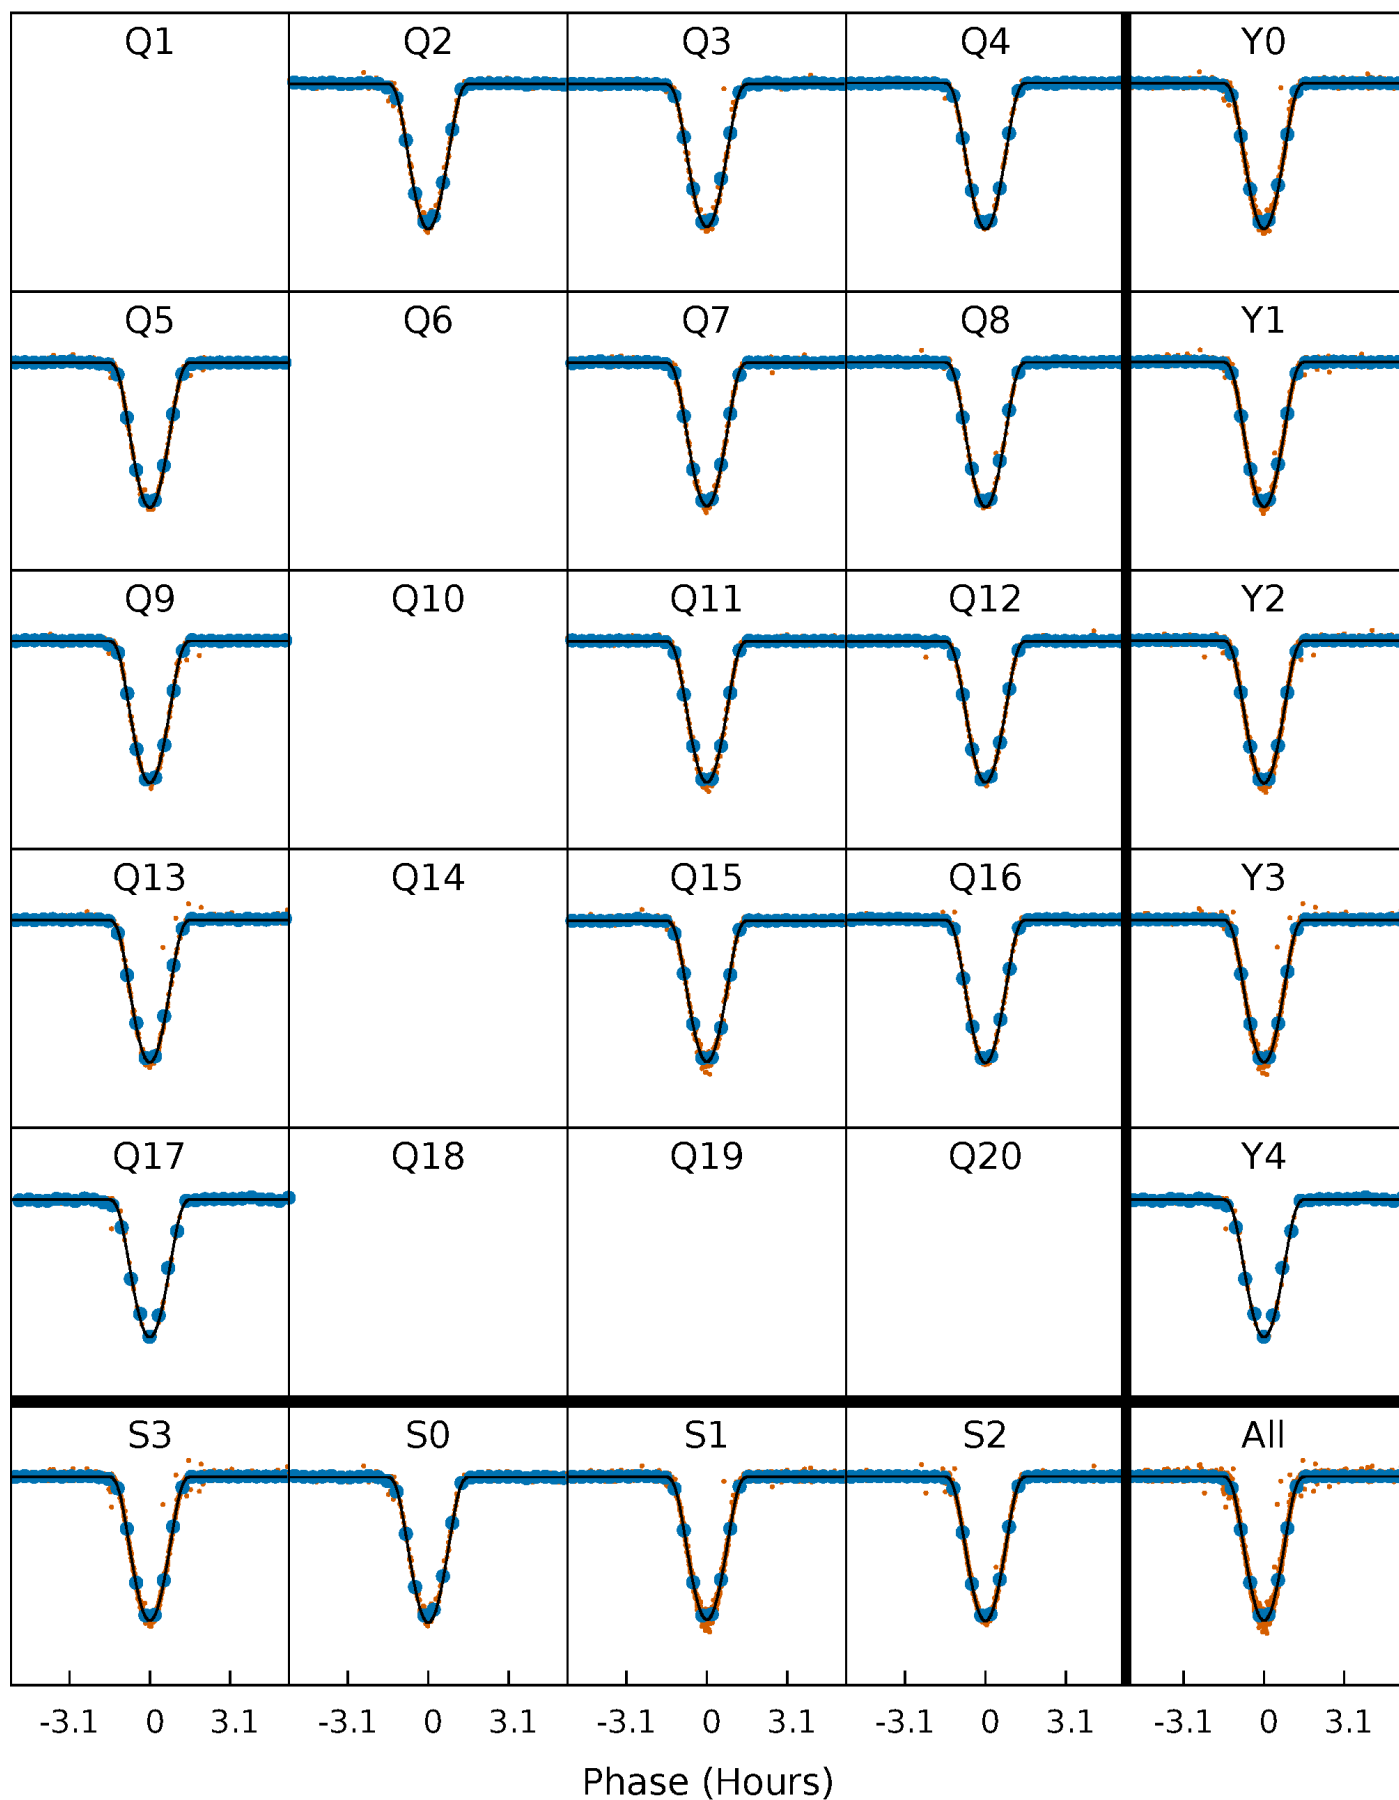 Q1 Q2 Q3 Q4 Y0
Q5 Q6 Q7 Q8 Y1
Q9 Q10 Q11 Q12 Y2
Q13 Q14 Q15 Q16 Y3
Q17 Q18 Q19 Q20 Y4
S3 S0 S1 S2 All
-3.1 0 3.1 -3.1 0 3.1 -3.1 0 3.1 -3.1 0 3.1 -3.1 0 3.1
Phase (Hours)